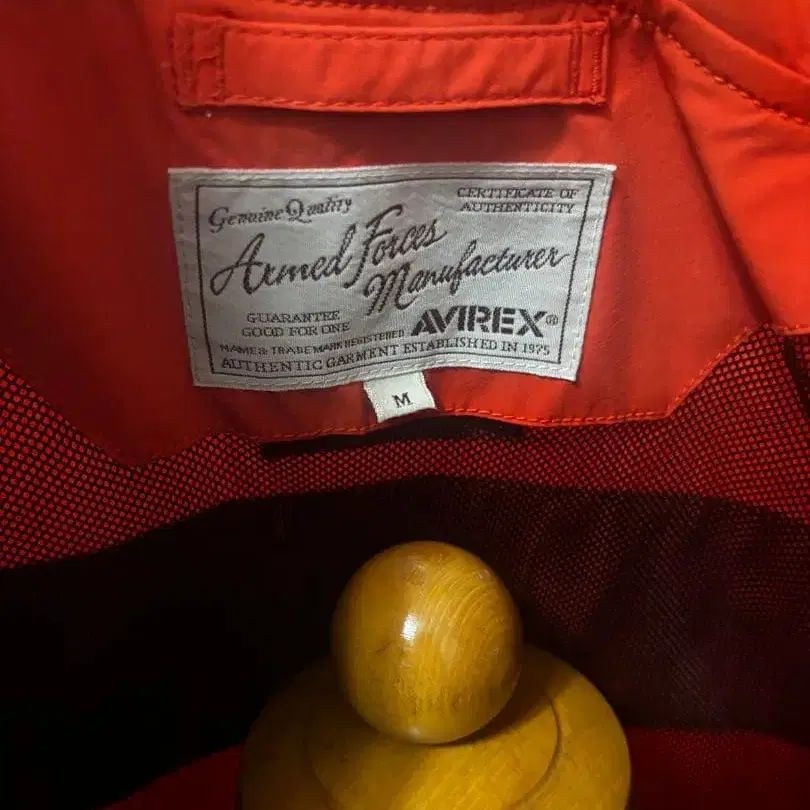 Genuine Quality
CERTIFICATE OF
AUTHENTICITY
Armed Forces
Manufacturer
GUARANTEE
GOOD FOR ONE
AVIREX®
NAME & TRADE MARK REGISTERED
AUTHENTIC GARMENT ESTABLISHED IN 1975
M